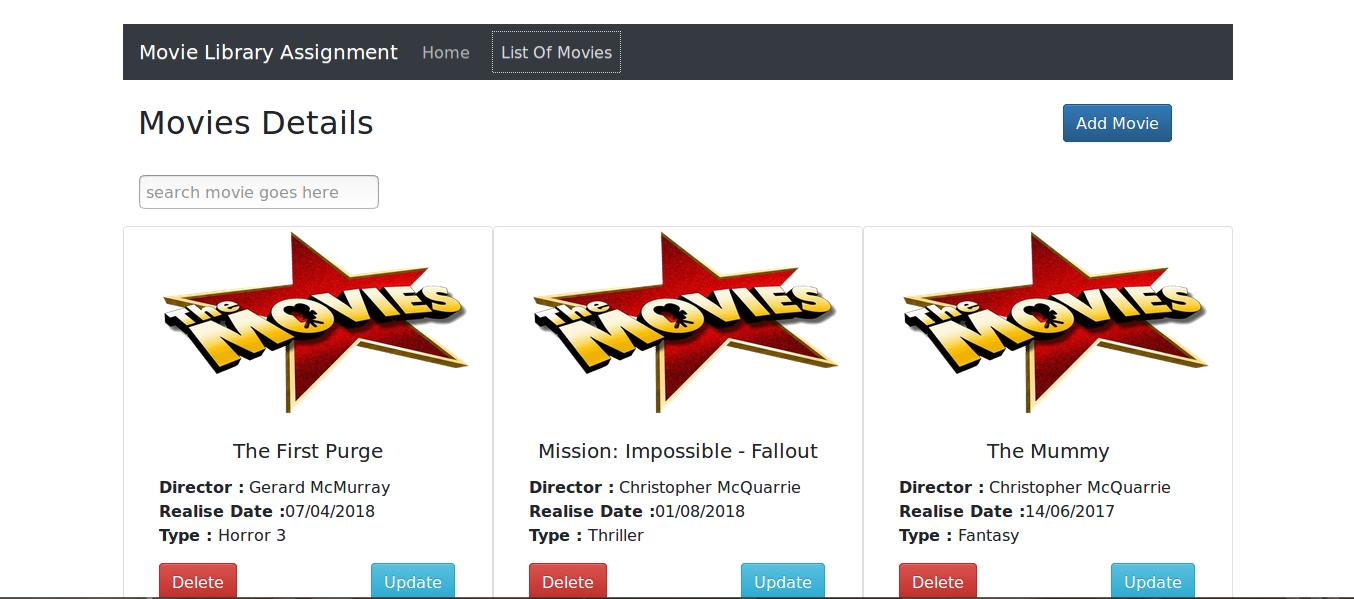 Movie Library Assignment Home List Of Movies
Movies Details Add Movie
search movie goes here
The MOVIES The MOVIES The MOVIES
The First Purge
Director : Gerard McMurray
Realise Date :07/04/2018
Type : Horror 3
Delete Update
Mission: Impossible - Fallout
Director : Christopher McQuarrie
Realise Date :01/08/2018
Type : Thriller
Delete Update
The Mummy
Director : Christopher McQuarrie
Realise Date :14/06/2017
Type : Fantasy
Delete Update